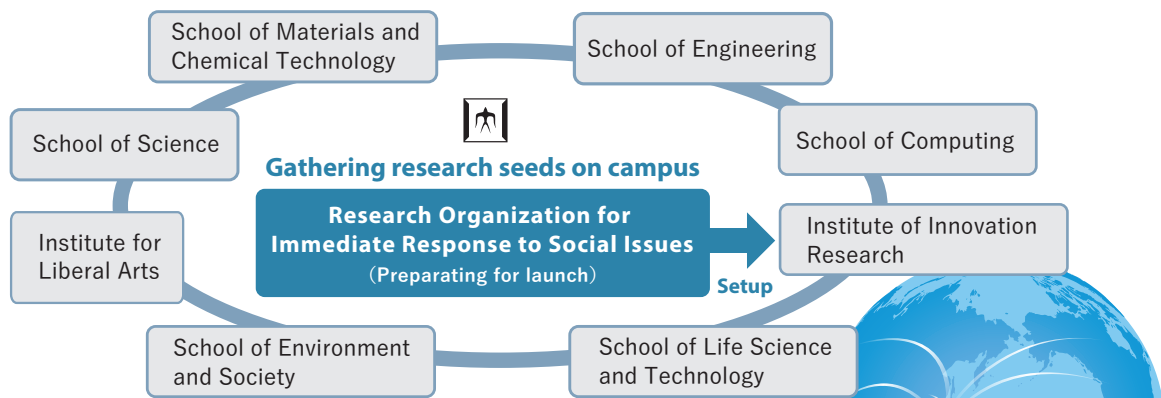 School of Materials and
Chemical Technology
School of Engineering
School of Science
School of Computing
Gathering research seeds on campus
Research Organization for
Immediate Response to Social Issues
(Preparating for launch)
Setup
Institute of Innovation
Research
Institute for
Liberal Arts
School of Environment
and Society
School of Life Science
and Technology